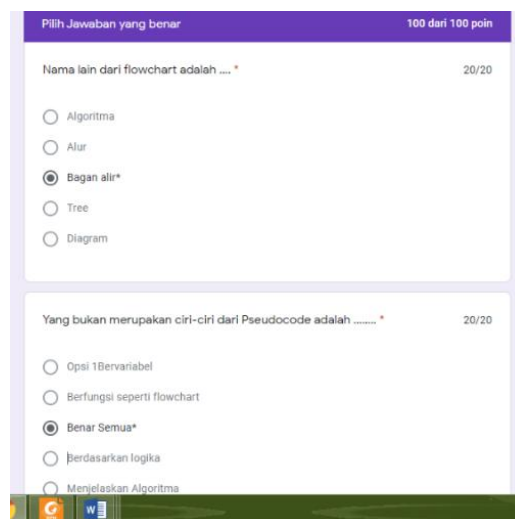 Pilih Jawaban yang benar 100 dari 100 poin
Nama lain dari flowchart adalah .... * 20/20
Algoritma
Alur
Bagan alir*
Tree
Diagram
Yang bukan merupakan ciri-ciri dari Pseudocode adalah ........ * 20/20
Opsi 1Bervariabel
Berfungsi seperti flowchart
Benar Semua*
Berdasarkan logika
Menjelaskan Algoritma
W